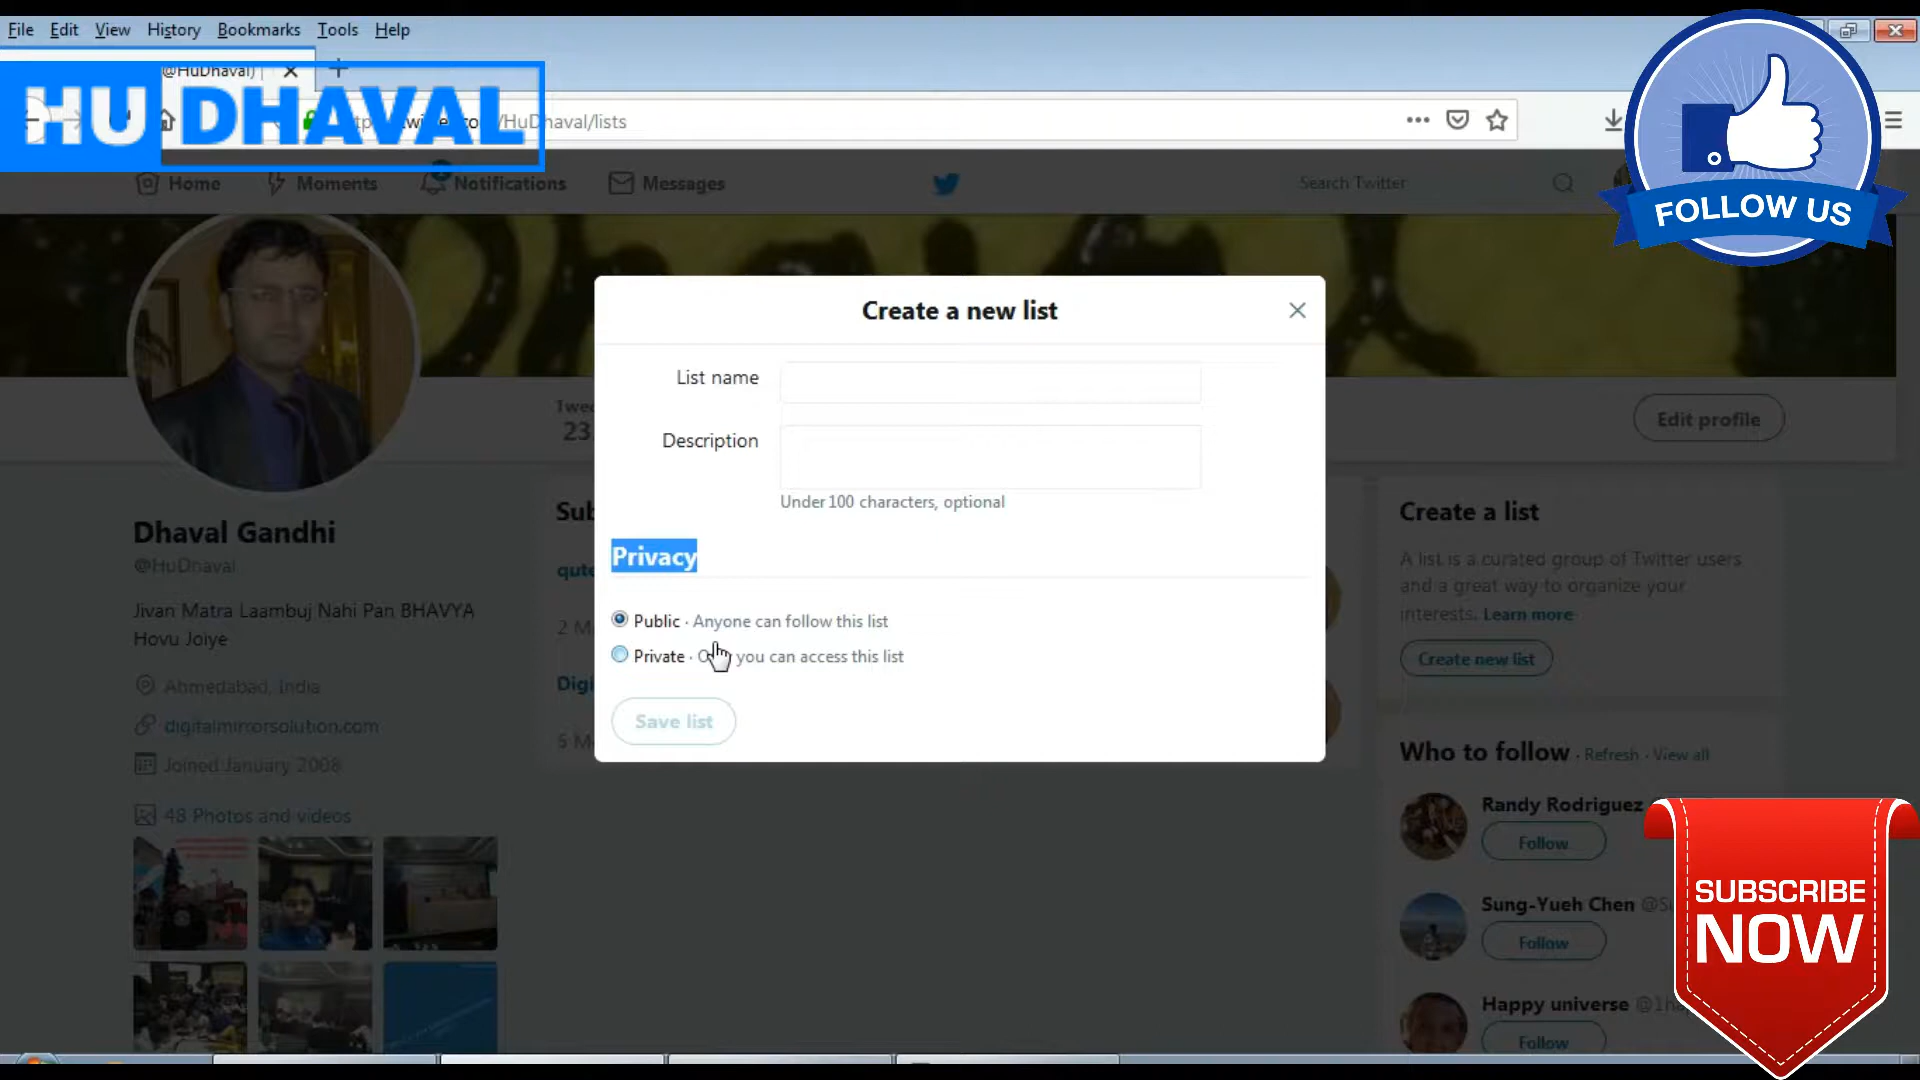 File Edit View History Bookmarks Tools Help
@HuDhaval)
HU DHAVAL
/HuDhaval/lists
FOLLOW US
Home Moments Notifications Messages
Search Twitter
Create a new list
List name
Description
Under 100 characters, optional
Privacy
Public · Anyone can follow this list
Private · you can access this list
Save list
23
Edit profile
Dhaval Gandhi
@HuDhaval
Jivan Matra Laambuj Nahi Pan BHAVYA
Hovu Joiye
Ahmedabad, India
digitalmirrorsolution.com
Joined January 2008
48 Photos and videos
Create a list
A list is a curated group of Twitter users
and a great way to organize your
interests. Learn more
Create new list
Who to follow · Refresh · View all
Randy Rodriguez
Follow
Sung-Yueh Chen
Follow
Happy universe
Follow
SUBSCRIBE
NOW